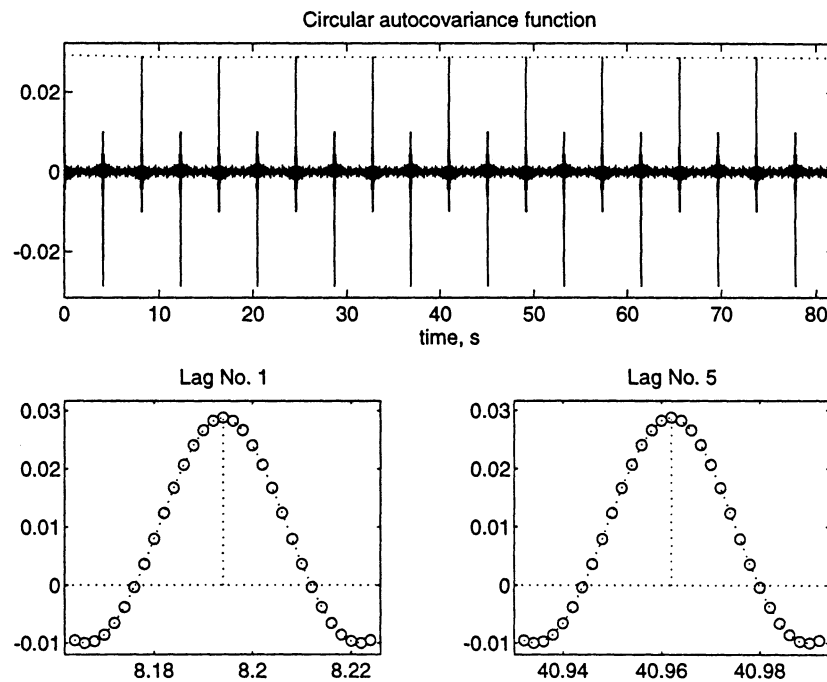 Circular autocovariance function
0.02
0
-0.02
0 10 20 30 40 50 60 70 80
time, s
Lag No. 1 Lag No. 5
0.03 0.03
0.02 0.02
0.01 0.01
0 0
-0.01 -0.01
8.18 8.2 8.22 40.94 40.96 40.98